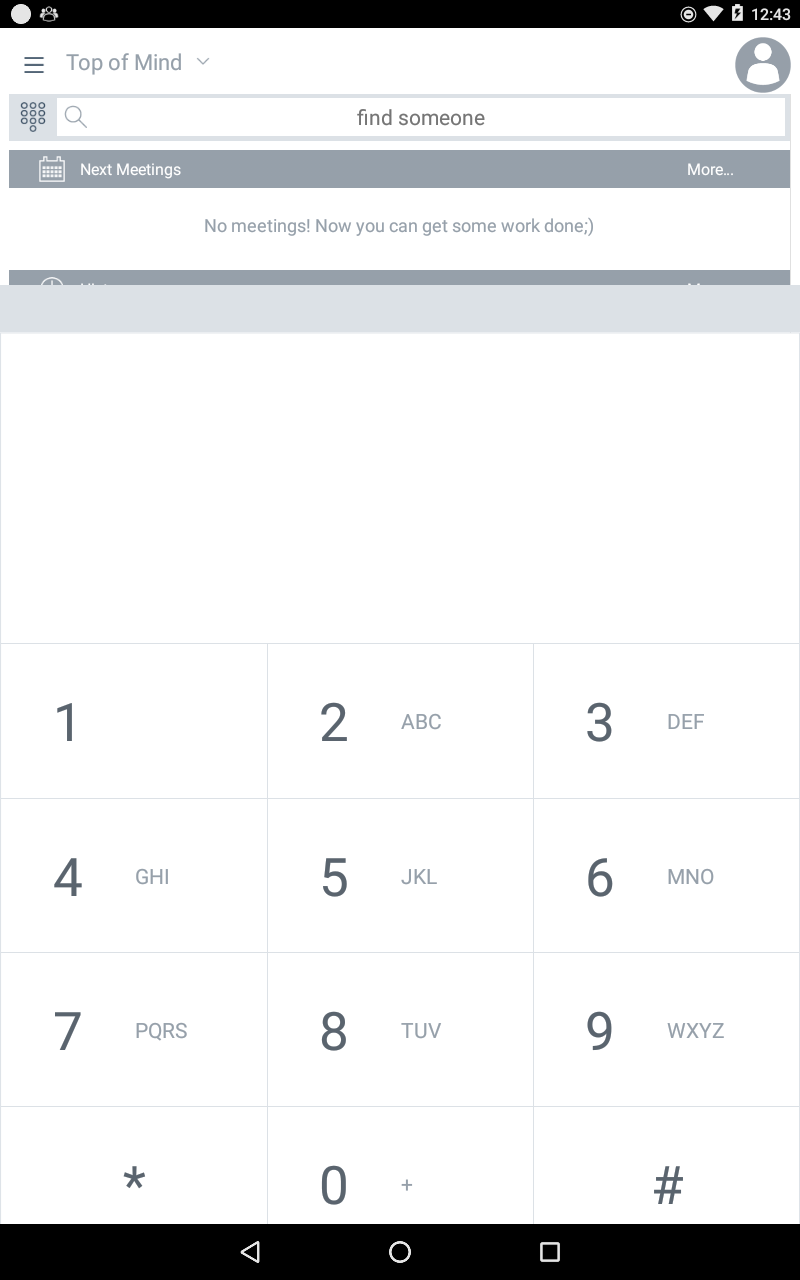 12:43
Top of Mind
find someone
Next Meetings More...
No meetings! Now you can get some work done;)
1 2 ABC 3 DEF
4 GHI 5 JKL 6 MNO
7 PQRS 8 TUV 9 WXYZ
* 0 + #